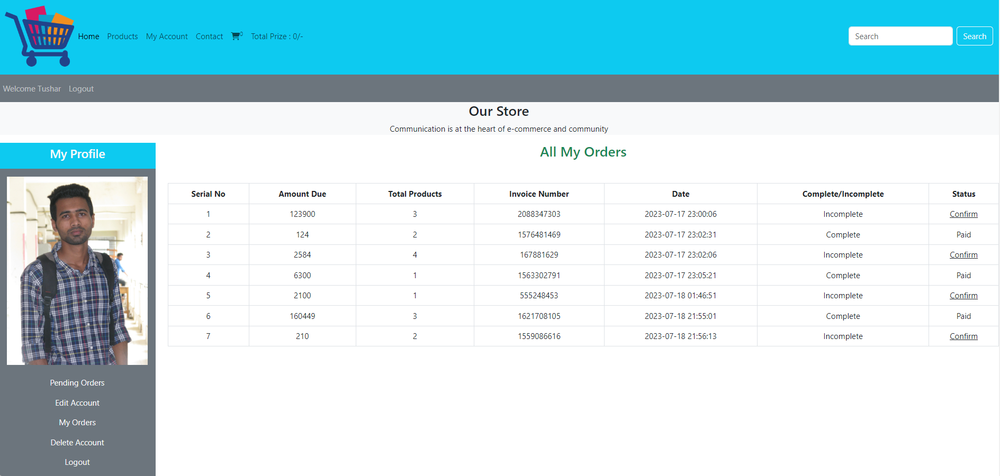 Home Products My Account Contact 0 Total Prize : 0/- Search Search
Welcome Tushar Logout
Our Store
Communication is at the heart of e-commerce and community
My Profile
Pending Orders
Edit Account
My Orders
Delete Account
Logout
All My Orders
Serial No Amount Due Total Products Invoice Number Date Complete/Incomplete Status
1 123900 3 2088347303 2023-07-17 23:00:06 Incomplete Confirm
2 124 2 1576481469 2023-07-17 23:02:31 Complete Paid
3 2584 4 167881629 2023-07-17 23:02:06 Incomplete Confirm
4 6300 1 1563302791 2023-07-17 23:05:21 Complete Paid
5 2100 1 555248453 2023-07-18 01:46:51 Incomplete Confirm
6 160449 3 1621708105 2023-07-18 21:55:01 Complete Paid
7 210 2 1559086616 2023-07-18 21:56:13 Incomplete Confirm